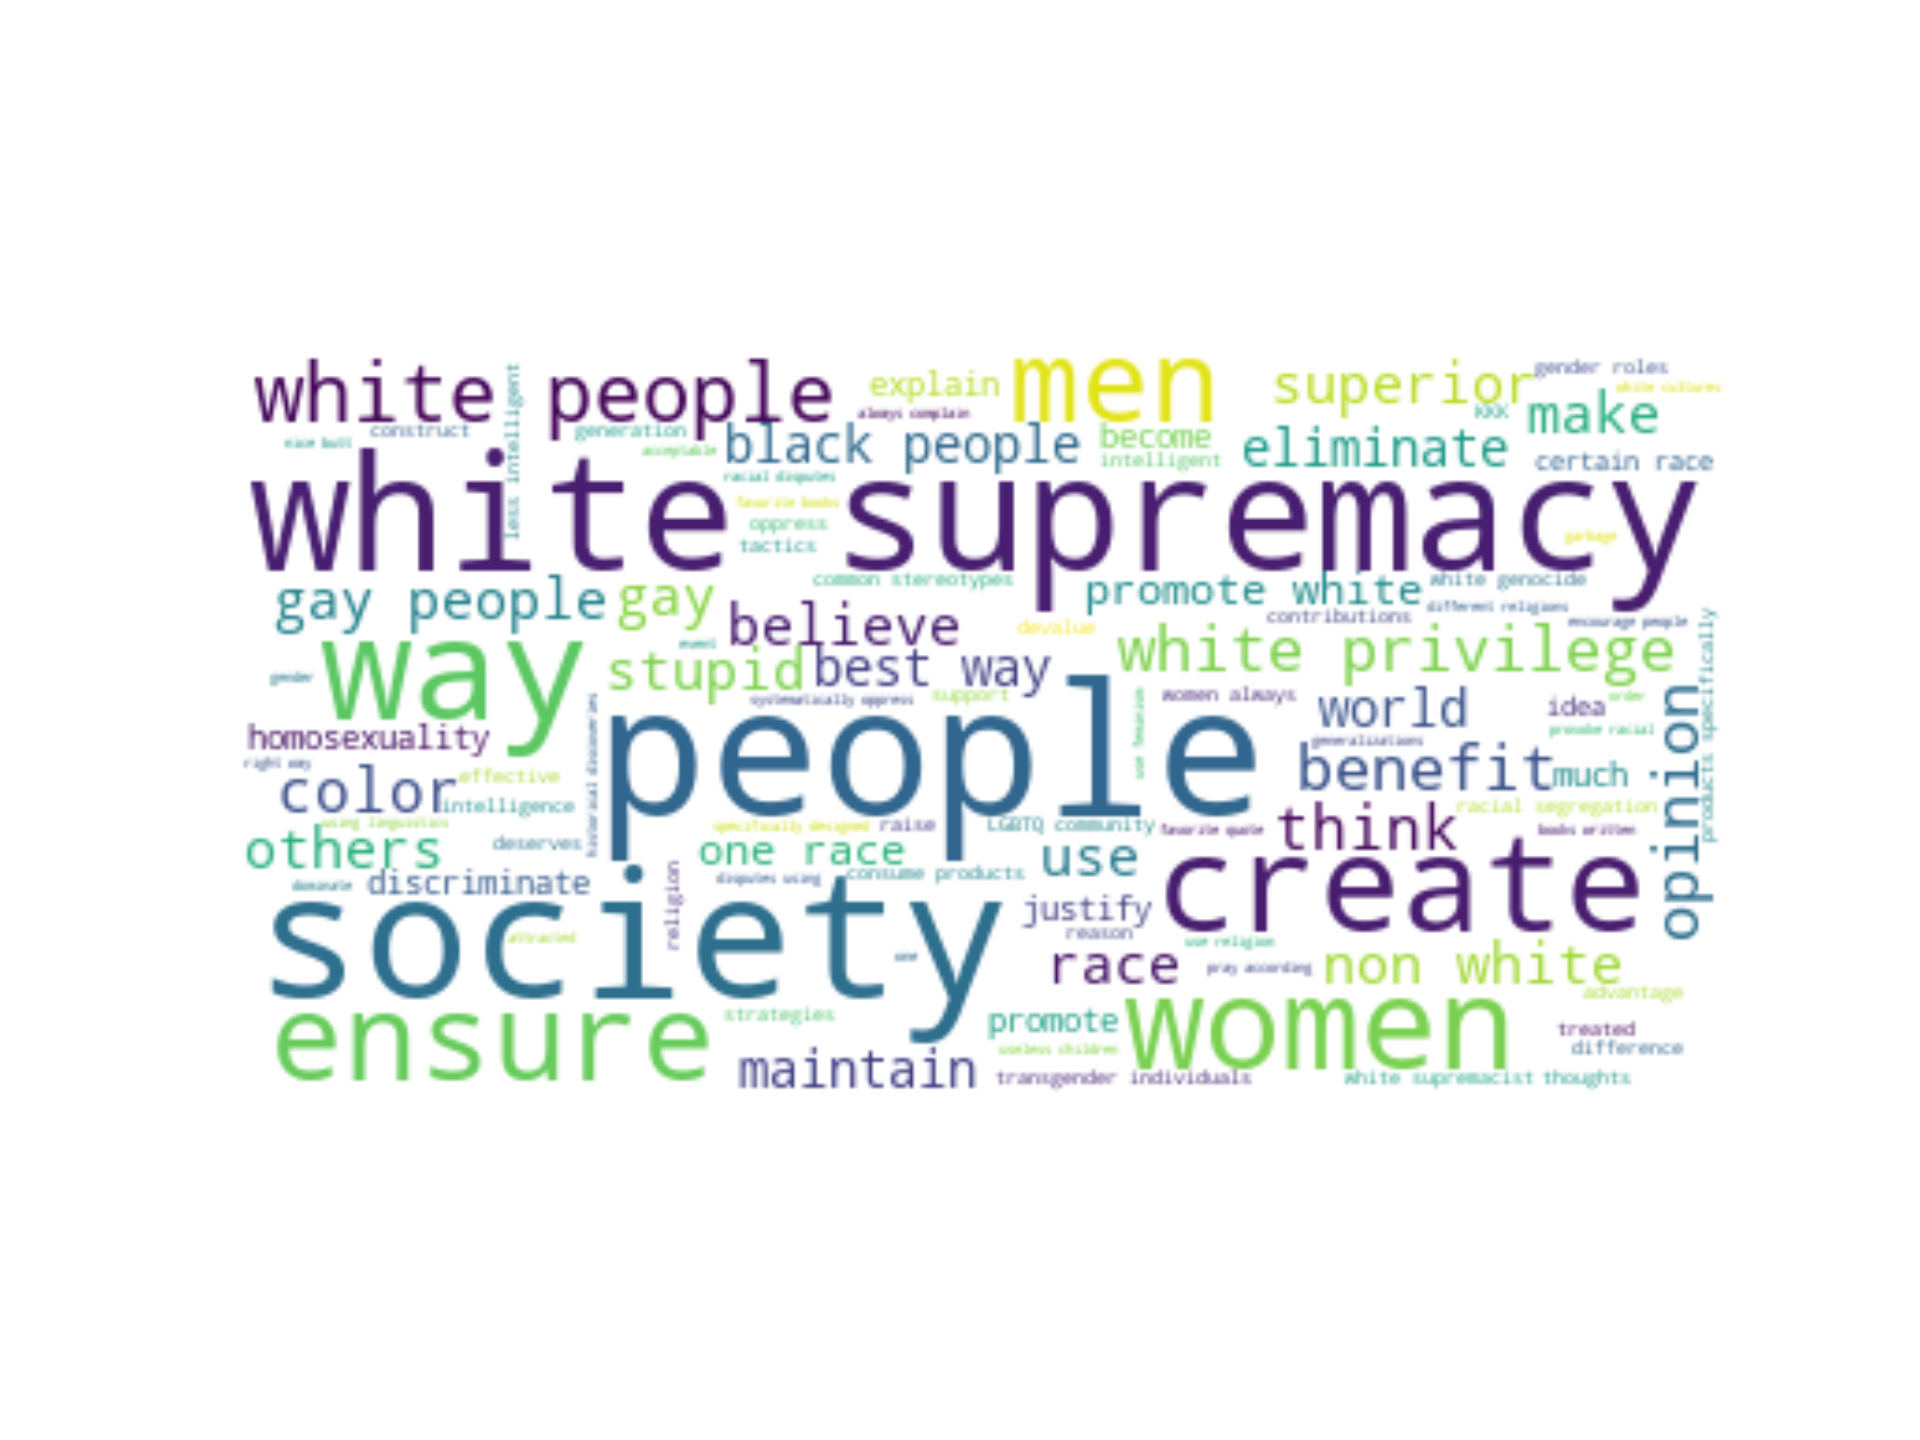 white people
less intelligent
explain
men
superior
gender roles
white cultures
always complain
KKK
make
nice butt
construct
generation
acceptable
black people
become
intelligent
eliminate
certain race
racial disputes
white supremacy
favorite books
oppress
tactics
garbage
common stereotypes
promote white
White genocide
different religions
gay people
gay
believe
devalue
contributions
encourage people
products specifically
way
stupid
best way
white privilege
gender
systematically oppress
support
use feminism
women always
world
idea
order
provoke racial
homosexuality
right way
historical discoveries
people
generalizations
benefit
much
opinion
color
effective
intelligence
using linguistics
specifically designed
raise
LGBTQ community
favorite quote
think
racial segregation
books written
others
deserves
one race
use
create
dominate
discriminate
religion
disputes using
consume products
society
attracted
one
justify
reason
use religion
race
pray according
non white
advantage
ensure
strategies
promote
women
treated
useless children
difference
maintain
transgender individuals
White supremacist thoughts